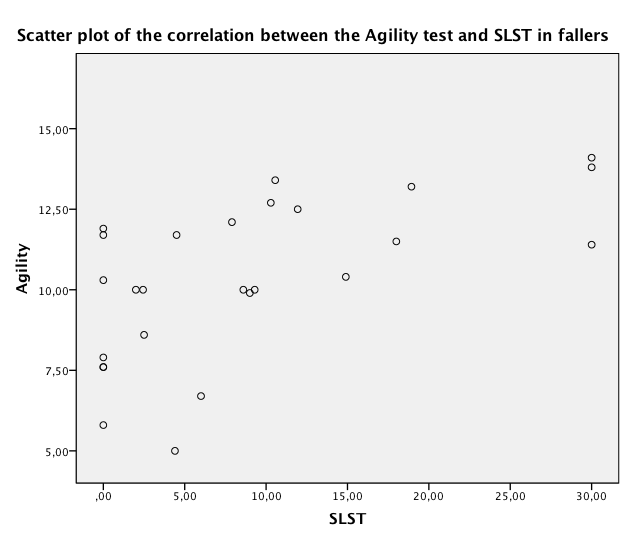 Scatter plot of the correlation between the Agility test and SLST in fallers
15,00
12,50
10,00
7,50
5,00
Agility
,00 5,00 10,00 15,00 20,00 25,00 30,00
SLST